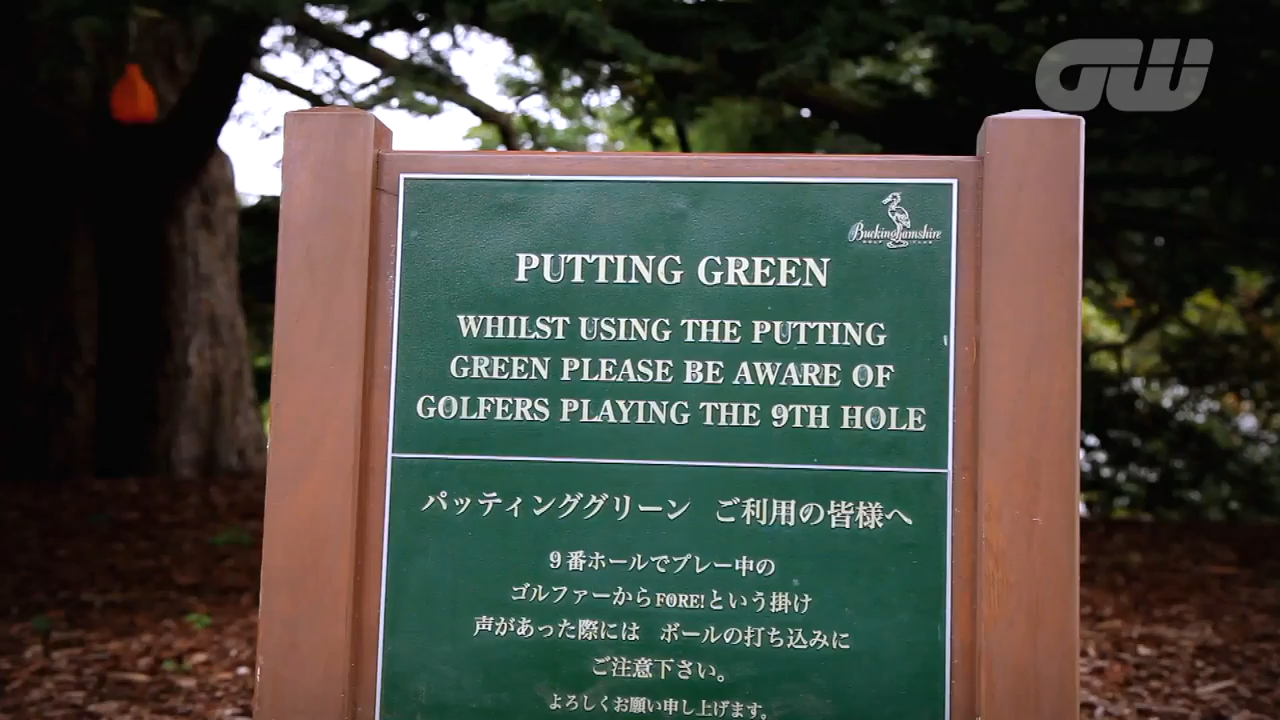 GW
Buckinghamshire
GOLF CLUB
PUTTING GREEN
WHILST USING THE PUTTING
GREEN PLEASE BE AWARE OF
GOLFERS PLAYING THE 9TH HOLE
パッティンググリーン ご利用の皆様へ
9番ホールでプレー中の
ゴルファーからFORE!という掛け
声があった際には ボールの打ち込みに
ご注意下さい。
よろしくお願い申し上げます。